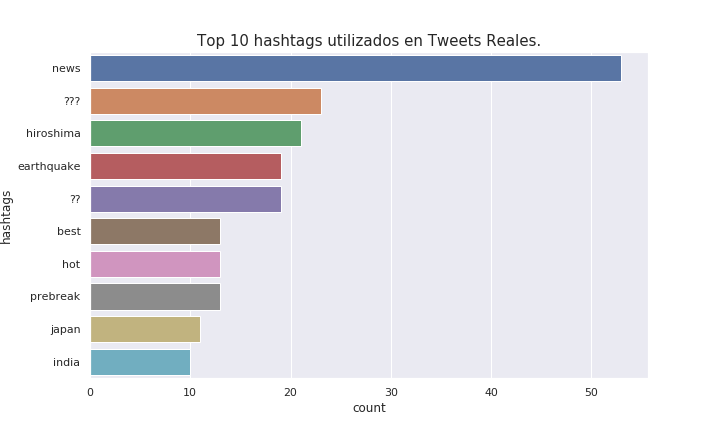 Top 10 hashtags utilizados en Tweets Reales.
news
???
hiroshima
earthquake
??
best
hot
prebreak
japan
india
hashtags
0 10 20 30 40 50
count